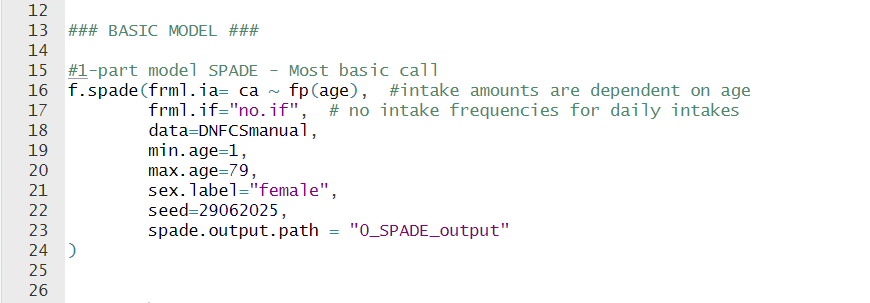 12
13 ### BASIC MODEL ###
14
15 #1-part model SPADE - Most basic call
16 f.spade(frml.ia= ca ~ fp(age),  #intake amounts are dependent on age
17         frml.if="no.if",  # no intake frequencies for daily intakes
18         data=DNFCSmanual,
19         min.age=1,
20         max.age=79,
21         sex.label="female",
22         seed=29062025,
23         spade.output.path = "O_SPADE_output"
24 )
25
26